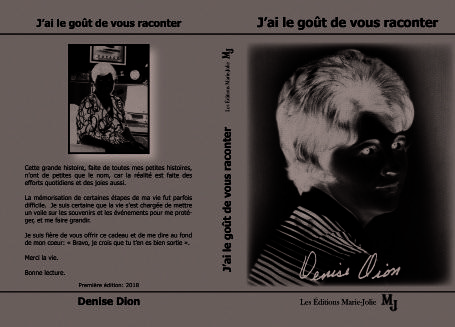 J'ai le goût de vous raconter
Cette grande histoire, faite de toutes mes petites histoires,
n'ont de petites que le nom, car la réalité est faite des
efforts quotidiens et des joies aussi.
La mémorisation de certaines étapes de ma vie fut parfois
difficile. Je suis certaine que la vie s'est chargée de mettre
un voile sur les souvenirs et les événements pour me proté-
ger, et me faire grandir.
Je suis fière de vous offrir ce cadeau et de me dire au fond
de mon coeur: « Bravo, je crois que tu t'en es bien sortie ».
Merci la vie.
Bonne lecture.
Première édition: 2018
Denise Dion
J'ai le goût de vous raconter
Les Éditions Marie-Jolie MJ
J'ai le goût de vous raconter
Denise Dion
Les Éditions Marie-Jolie MJ